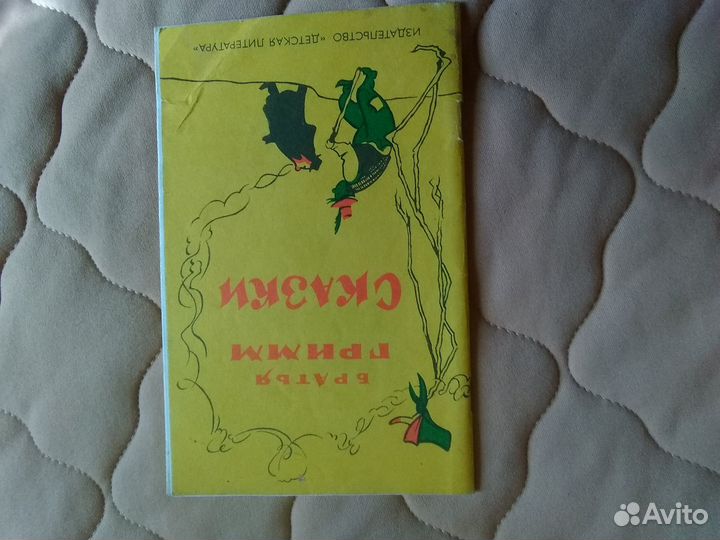 БРАТЬЯ
ГРИММ
СКАЗКИ
ИЗДАТЕЛЬСТВО «ДЕТСКАЯ ЛИТЕРАТУРА»
Avito